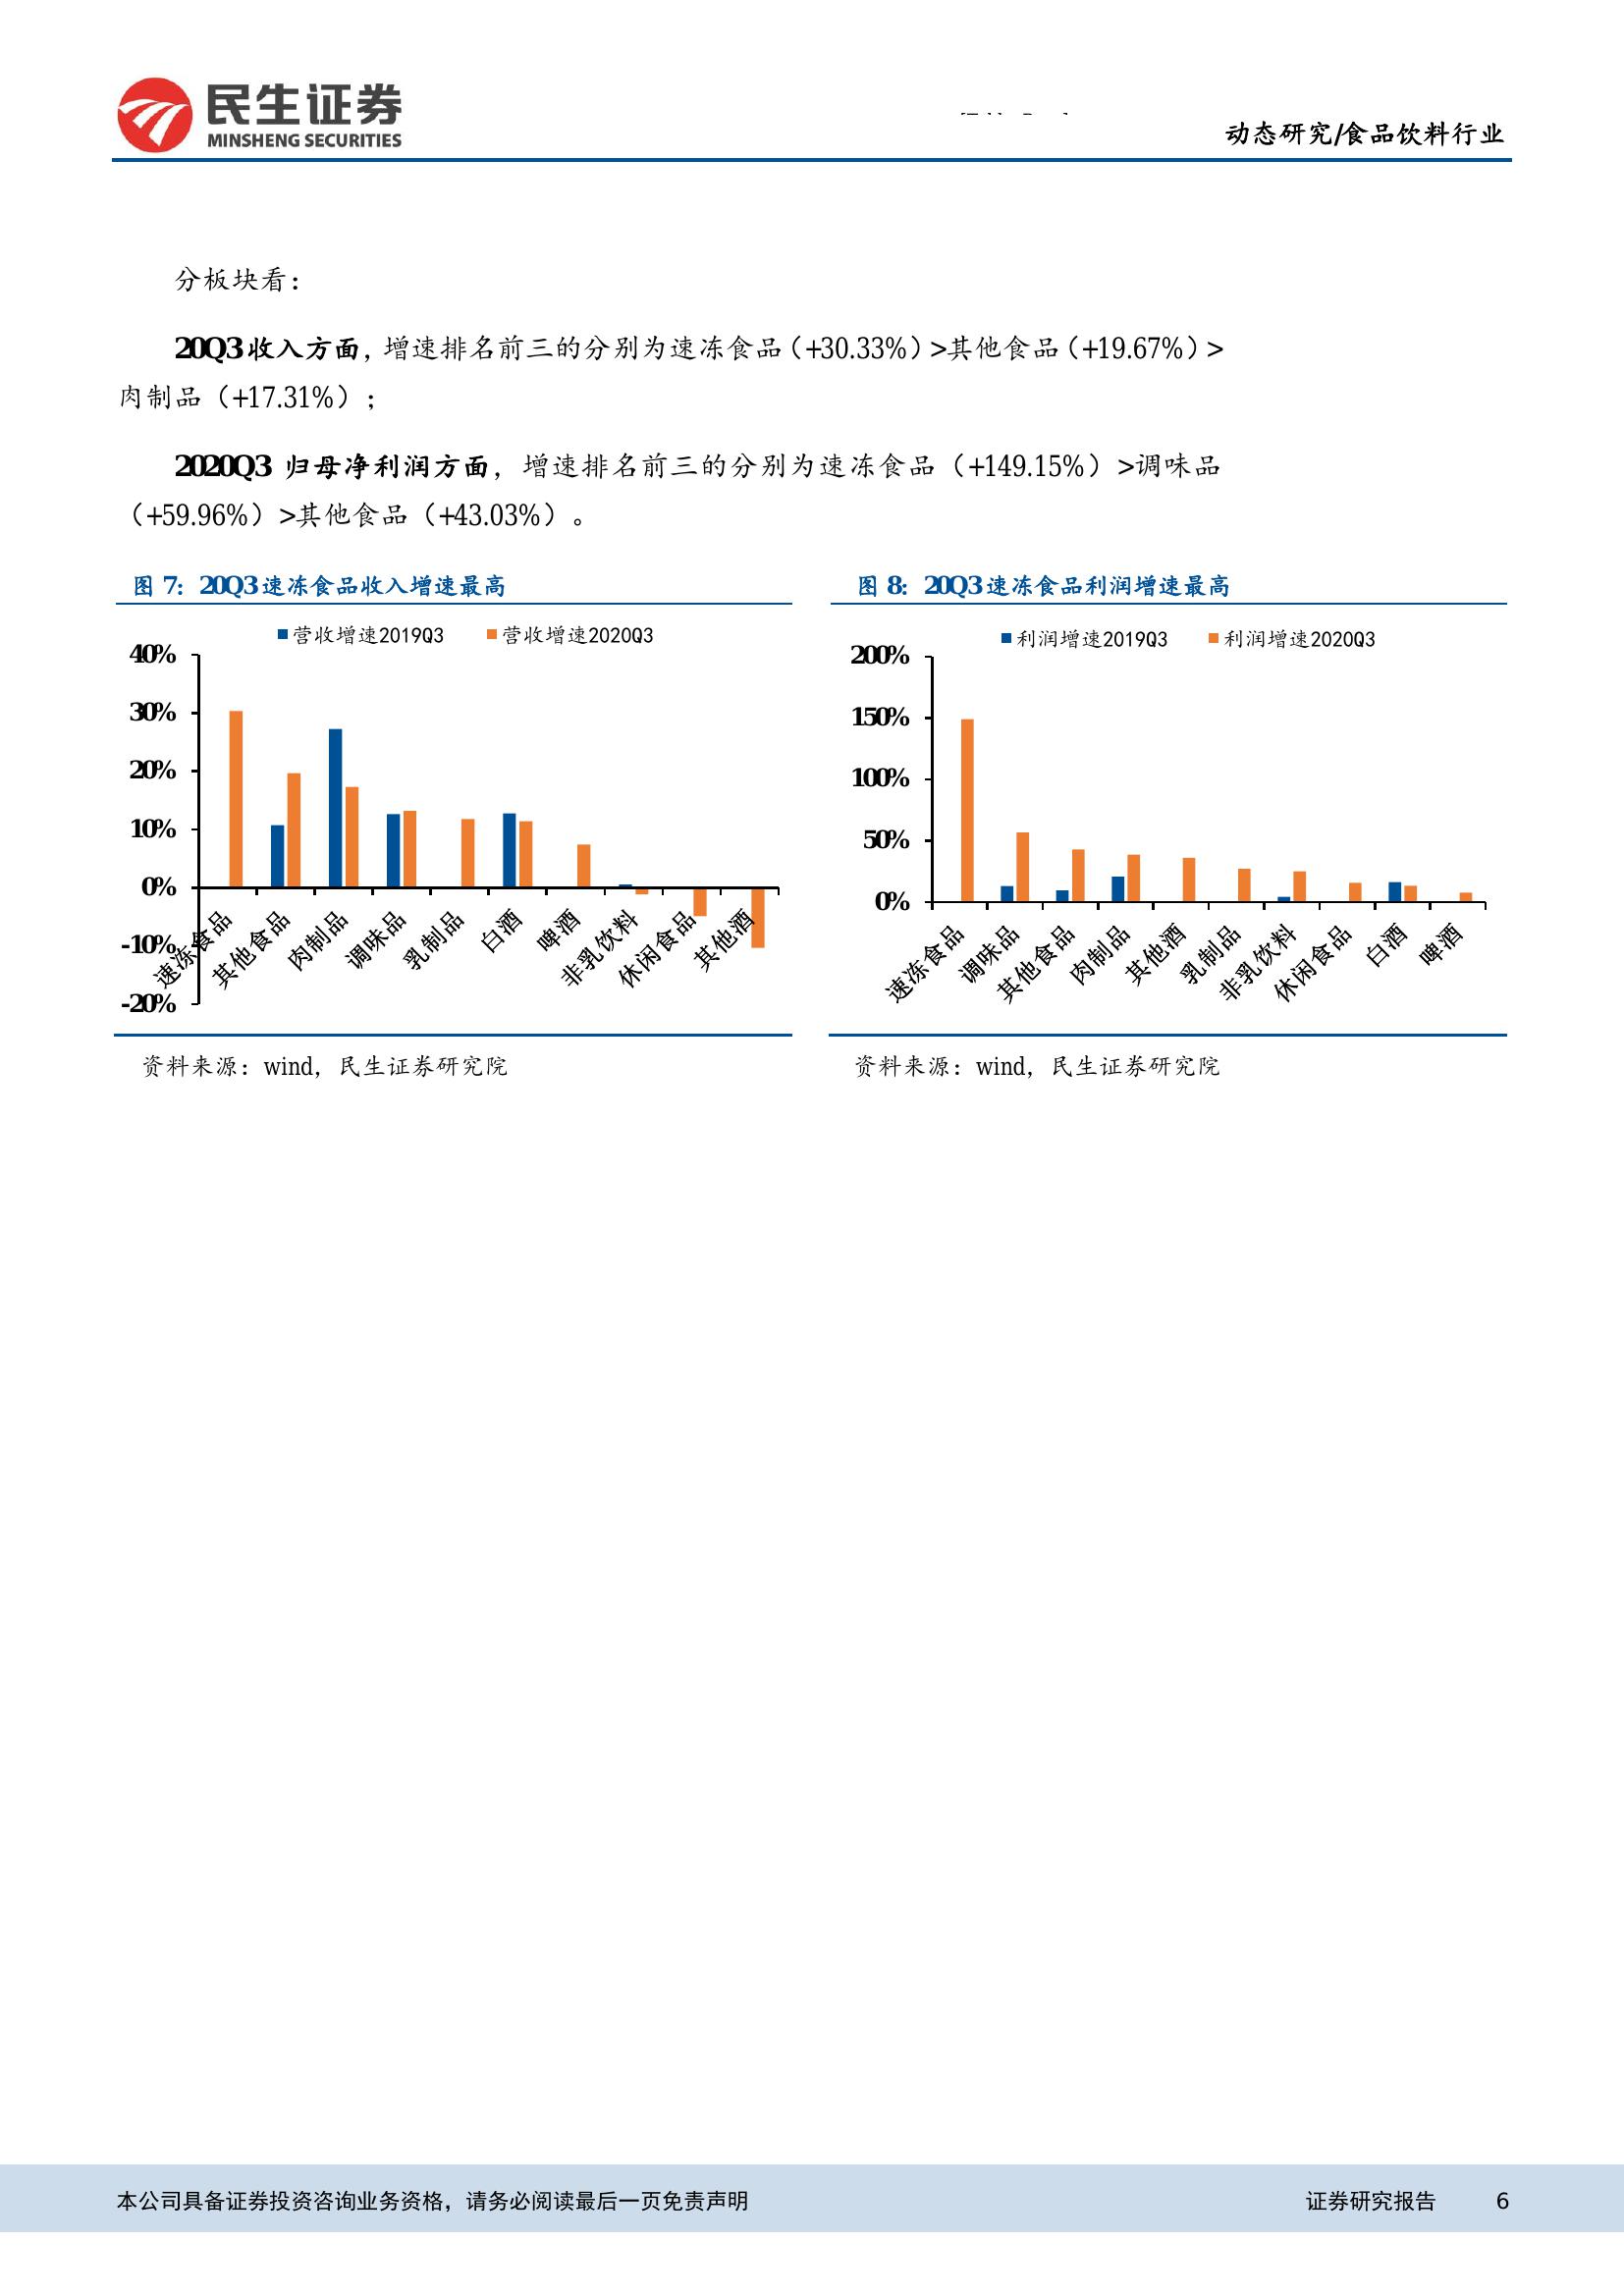 民生证券
MINSHENG SECURITIES
动态研究/食品饮料行业
分板块看：
20Q3收入方面，增速排名前三的分别为速冻食品（+30.33%）>其他食品（+19.67%）>
肉制品（+17.31%）；
2020Q3 归母净利润方面，增速排名前三的分别为速冻食品（+149.15%）>调味品
（+59.96%）>其他食品（+43.03%）。
图 7：20Q3速冻食品收入增速最高
营收增速2019Q3 营收增速2020Q3
40%
30%
20%
10%
0%
-10%
-20%
速冻食品 其他食品 肉制品 调味品 乳制品 白酒 啤酒 非乳饮料 休闲食品 其他酒
资料来源：wind，民生证券研究院
图 8：20Q3速冻食品利润增速最高
利润增速2019Q3 利润增速2020Q3
200%
150%
100%
50%
0%
速冻食品 调味品 其他食品 肉制品 其他酒 乳制品 非乳饮料 休闲食品 白酒 啤酒
资料来源：wind，民生证券研究院
本公司具备证券投资咨询业务资格，请务必阅读最后一页免责声明 证券研究报告 6